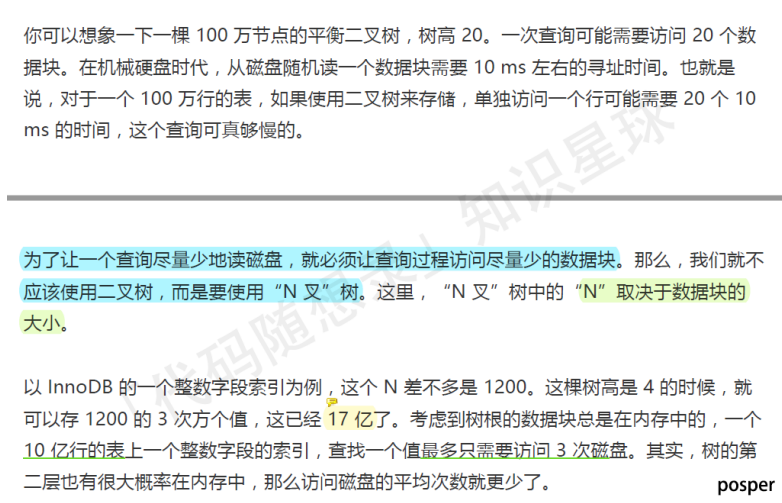 你可以想象一下一棵 100 万节点的平衡二叉树，树高 20。一次查询可能需要访问 20 个数
据块。在机械硬盘时代，从磁盘随机读一个数据块需要 10 ms 左右的寻址时间。也就是
说，对于一个 100 万行的表，如果使用二叉树来存储，单独访问一个行可能需要 20 个 10
ms 的时间，这个查询可真够慢的。
为了让一个查询尽量少地读磁盘，就必须让查询过程访问尽量少的数据块。那么，我们就不
应该使用二叉树，而是要使用“N 叉”树。这里，“N 叉”树中的“N”取决于数据块的
大小。
以 InnoDB 的一个整数字段索引为例，这个 N 差不多是 1200。这棵树高是 4 的时候，就
可以存 1200 的 3 次方个值，这已经 17 亿了。考虑到树根的数据块总是在内存中的，一个
10 亿行的表上一个整数字段的索引，查找一个值最多只需要访问 3 次磁盘。其实，树的第
二层也有很大概率在内存中，那么访问磁盘的平均次数就更少了。
「代码随想录」知识星球
posper